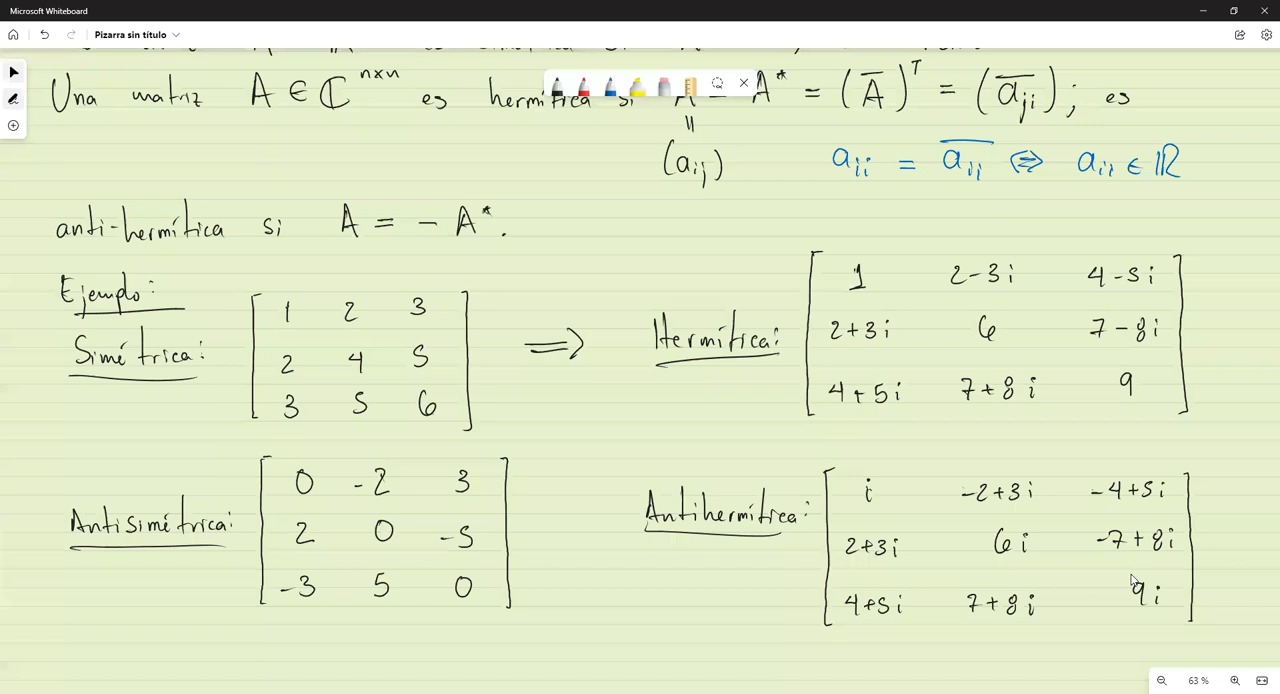 Microsoft Whiteboard
Pizarra sin título
Una matriz A ∈ ℂ^{n×n} es hermítica si A = A* = (A̅)^T = (a̅_{ji}); es
(a_{ij})
a_{ii} = a̅_{ii} ⇔ a_{ii} ∈ ℝ
anti-hermítica si A = -A*.
Ejemplo:
Simétrica:
1 2 3
2 4 5
3 5 6
⟹
Hermítica:
1 2-3i 4-5i
2+3i 6 7-8i
4+5i 7+8i 9
Antisimétrica:
0 -2 3
2 0 -5
-3 5 0
Antihermítica:
i -2+3i -4+5i
2+3i 6i -7+8i
4+5i 7+8i 9i
63 %